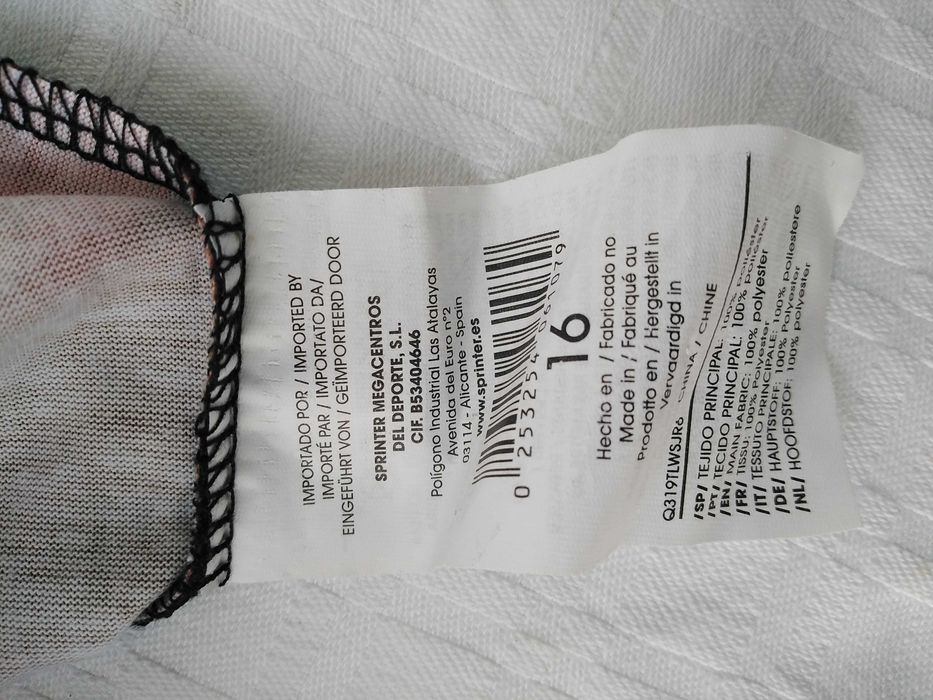 IMPORTADO POR / IMPORTED BY
IMPORTÉ PAR / IMPORTATO DA/
EINGEFÜHRT VON / GEÏMPORTEERD DOOR
SPRINTER MEGACENTROS
DEL DEPORTE, S.L.
CIF. B53404646
Polígono Industrial Las Atalayas
Avenida del Euro nº2
03114 - Alicante - Spain
www.sprinter.es
0 253254 061079
16
Hecho en / Fabricado no
Made in / Fabriqué au
Prodotto en / Hergestellt in
Vervaardigd in
Q319TLWSJR6 CHINA / CHINE
/SP/ TEJIDO PRINCIPAL: 100% poliéster
/PT/ TECIDO PRINCIPAL: 100% poliéster
/EN/ MAIN FABRIC: 100% polyester
/FR/ TISSU: 100% Polyester
/IT/ TESSUTO PRINCIPALE: 100% poliestere
/DE/ HAUPTSTOFF: 100% Polyester
/NL/ HOOFDSTOF: 100% polyester